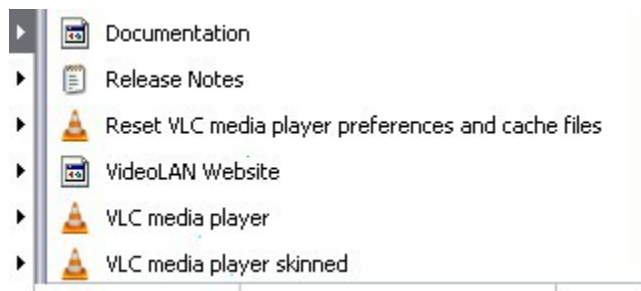 Documentation
Release Notes
Reset VLC media player preferences and cache files
VideoLAN Website
VLC media player
VLC media player skinned